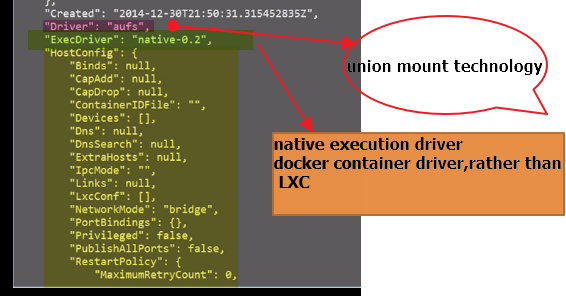 },
"Created": "2014-12-30T21:50:31.315452835Z",
"Driver": "aufs",
"ExecDriver": "native-0.2",
"HostConfig": {
"Binds": null,
"CapAdd": null,
"CapDrop": null,
"ContainerIDFile": "",
"Devices": [],
"Dns": null,
"DnsSearch": null,
"ExtraHosts": null,
"IpcMode": "",
"Links": null,
"LxcConf": [],
"NetworkMode": "bridge",
"PortBindings": {},
"Privileged": false,
"PublishAllPorts": false,
"RestartPolicy": {
"MaximumRetryCount": 0,
union mount technology
native execution driver
docker container driver,rather than
LXC